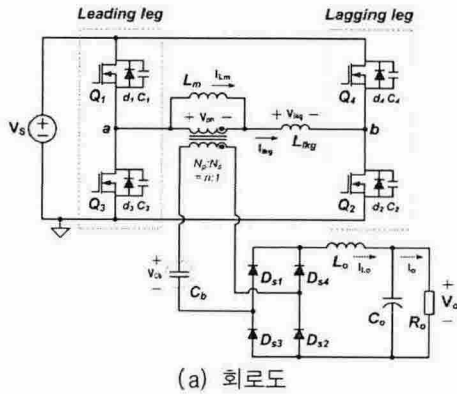 Leading leg
Lagging leg
Q1
d1 C1
Lm
ILm
Q4
d4 C4
VS
a
+ Vpri −
+ Vlkg −
b
Ilkg
Llkg
Q3
d3 C3
Np:Ns
= n:1
Q2
d2 C2
+
VCb
−
Cb
Ds1
Ds4
Ds3
Ds2
Lo
ILo
Io
Co
Ro
+
Vo
−
(a) 회로도